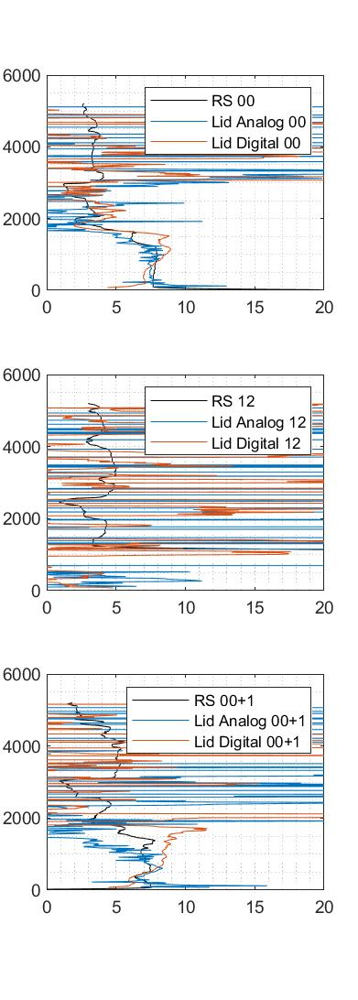 6000
RS 00
Lid Analog 00
Lid Digital 00
4000
2000
0
0 5 10 15 20
6000
RS 12
Lid Analog 12
Lid Digital 12
4000
2000
0
0 5 10 15 20
6000
RS 00+1
Lid Analog 00+1
Lid Digital 00+1
4000
2000
0
0 5 10 15 20